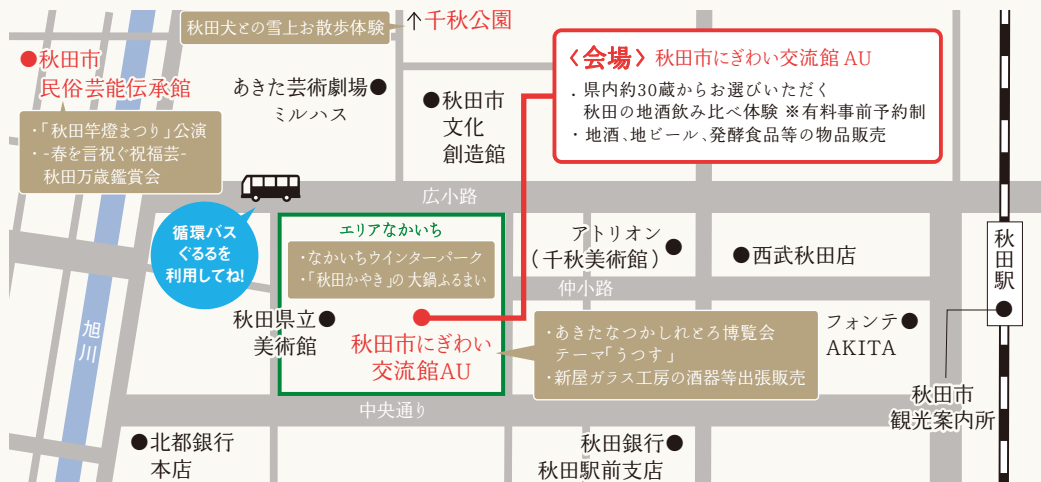 秋田犬との雪上お散歩体験
↑千秋公園
●秋田市
民俗芸能伝承館
・「秋田竿燈まつり」公演
・-春を言祝ぐ祝福芸-
秋田万歳鑑賞会
あきた芸術劇場●
ミルハス
●秋田市
文化
創造館
〈会場〉秋田市にぎわい交流館 AU
・県内約30蔵からお選びいただく
秋田の地酒飲み比べ体験 ※有料事前予約制
・地酒、地ビール、発酵食品等の物品販売
広小路
循環バス
ぐるるを
利用してね!
エリアなかいち
・なかいちウインターパーク
・「秋田かやき」の 大鍋ふるまい
アトリオン
(千秋美術館)●
●西武秋田店
秋田駅
仲小路
旭川
秋田県立●
美術館
秋田市にぎわい
交流館AU
・あきたなつかしれとろ博覧会
テーマ「うつす」
・新屋ガラス工房の酒器等出張販売
フォンテ●
AKITA
秋田市
観光案内所
中央通り
●北都銀行
本店
秋田銀行●
秋田駅前支店